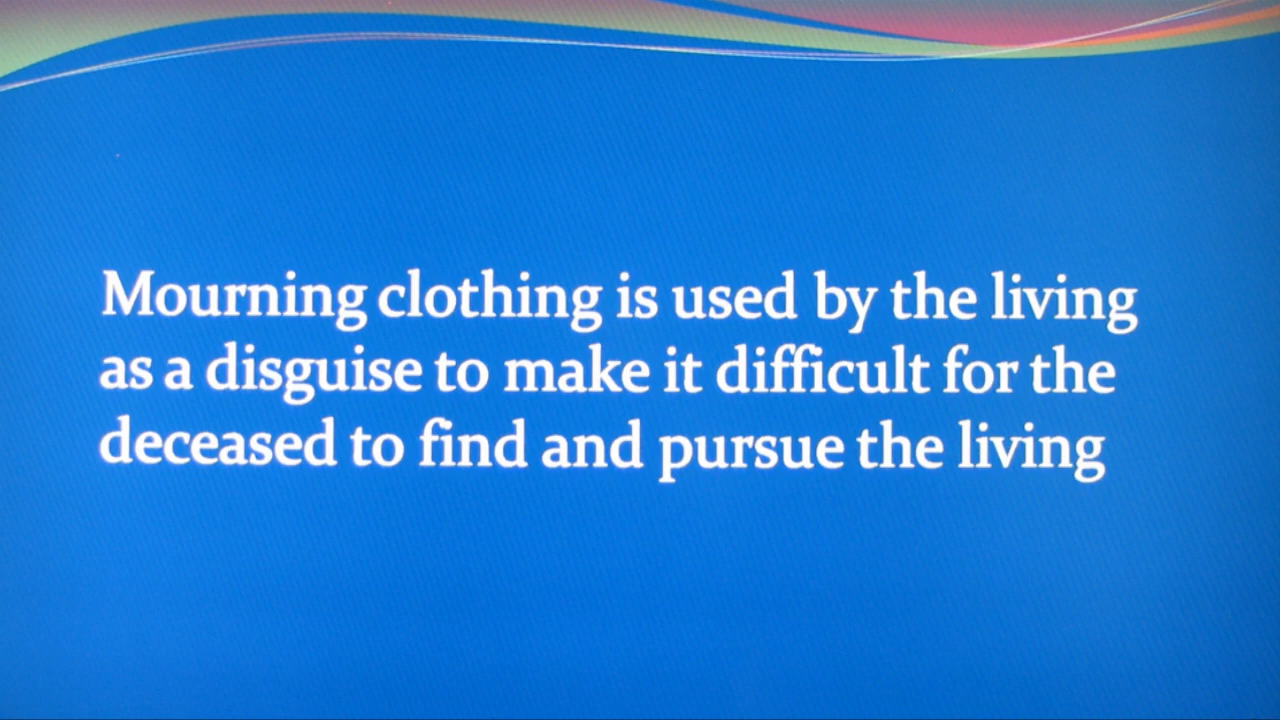 Mourning clothing is used by the living
as a disguise to make it difficult for the
deceased to find and pursue the living